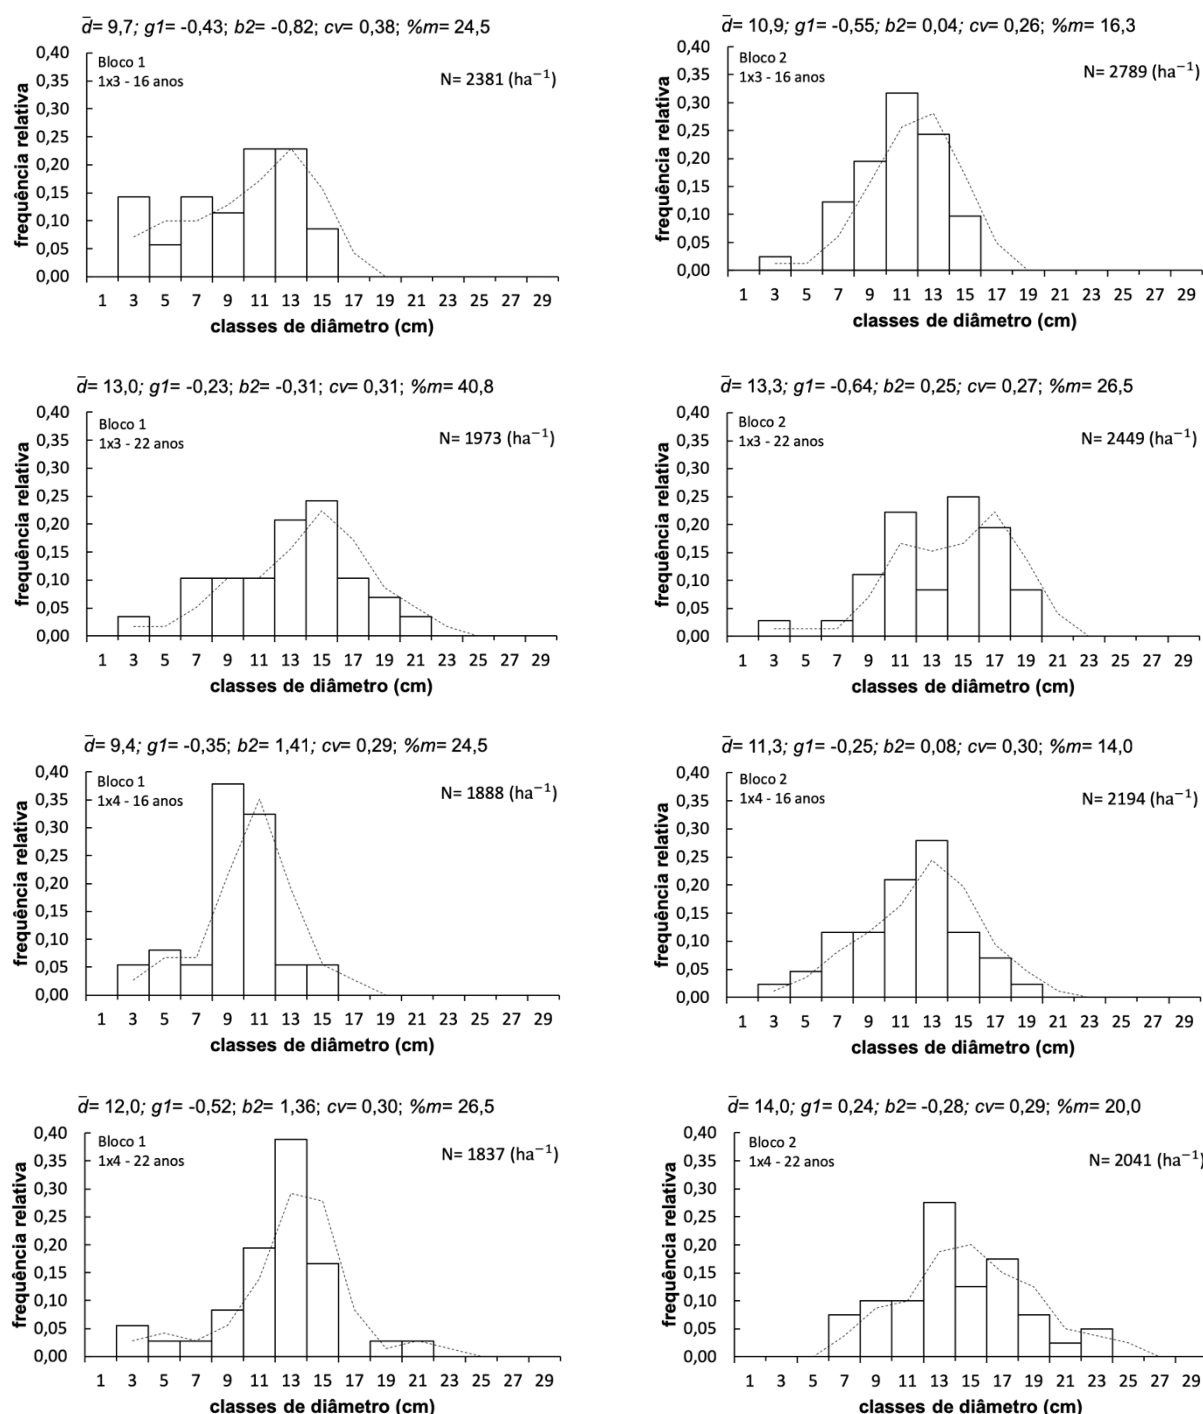 d̅= 9,7; g1= -0,43; b2= -0,82; cv= 0,38; %m= 24,5
Bloco 1
1x3 - 16 anos
N= 2381 (ha⁻¹)
frequência relativa
0,40
0,35
0,30
0,25
0,20
0,15
0,10
0,05
0,00
1 3 5 7 9 11 13 15 17 19 21 23 25 27 29
classes de diâmetro (cm)
d̅= 10,9; g1= -0,55; b2= 0,04; cv= 0,26; %m= 16,3
Bloco 2
1x3 - 16 anos
N= 2789 (ha⁻¹)
frequência relativa
0,40
0,35
0,30
0,25
0,20
0,15
0,10
0,05
0,00
1 3 5 7 9 11 13 15 17 19 21 23 25 27 29
classes de diâmetro (cm)
d̅= 13,0; g1= -0,23; b2= -0,31; cv= 0,31; %m= 40,8
Bloco 1
1x3 - 22 anos
N= 1973 (ha⁻¹)
frequência relativa
0,40
0,35
0,30
0,25
0,20
0,15
0,10
0,05
0,00
1 3 5 7 9 11 13 15 17 19 21 23 25 27 29
classes de diâmetro (cm)
d̅= 13,3; g1= -0,64; b2= 0,25; cv= 0,27; %m= 26,5
Bloco 2
1x3 - 22 anos
N= 2449 (ha⁻¹)
frequência relativa
0,40
0,35
0,30
0,25
0,20
0,15
0,10
0,05
0,00
1 3 5 7 9 11 13 15 17 19 21 23 25 27 29
classes de diâmetro (cm)
d̅= 9,4; g1= -0,35; b2= 1,41; cv= 0,29; %m= 24,5
Bloco 1
1x4 - 16 anos
N= 1888 (ha⁻¹)
frequência relativa
0,40
0,35
0,30
0,25
0,20
0,15
0,10
0,05
0,00
1 3 5 7 9 11 13 15 17 19 21 23 25 27 29
classes de diâmetro (cm)
d̅= 11,3; g1= -0,25; b2= 0,08; cv= 0,30; %m= 14,0
Bloco 2
1x4 - 16 anos
N= 2194 (ha⁻¹)
frequência relativa
0,40
0,35
0,30
0,25
0,20
0,15
0,10
0,05
0,00
1 3 5 7 9 11 13 15 17 19 21 23 25 27 29
classes de diâmetro (cm)
d̅= 12,0; g1= -0,52; b2= 1,36; cv= 0,30; %m= 26,5
Bloco 1
1x4 - 22 anos
N= 1837 (ha⁻¹)
frequência relativa
0,40
0,35
0,30
0,25
0,20
0,15
0,10
0,05
0,00
1 3 5 7 9 11 13 15 17 19 21 23 25 27 29
classes de diâmetro (cm)
d̅= 14,0; g1= 0,24; b2= -0,28; cv= 0,29; %m= 20,0
Bloco 2
1x4 - 22 anos
N= 2041 (ha⁻¹)
frequência relativa
0,40
0,35
0,30
0,25
0,20
0,15
0,10
0,05
0,00
1 3 5 7 9 11 13 15 17 19 21 23 25 27 29
classes de diâmetro (cm)